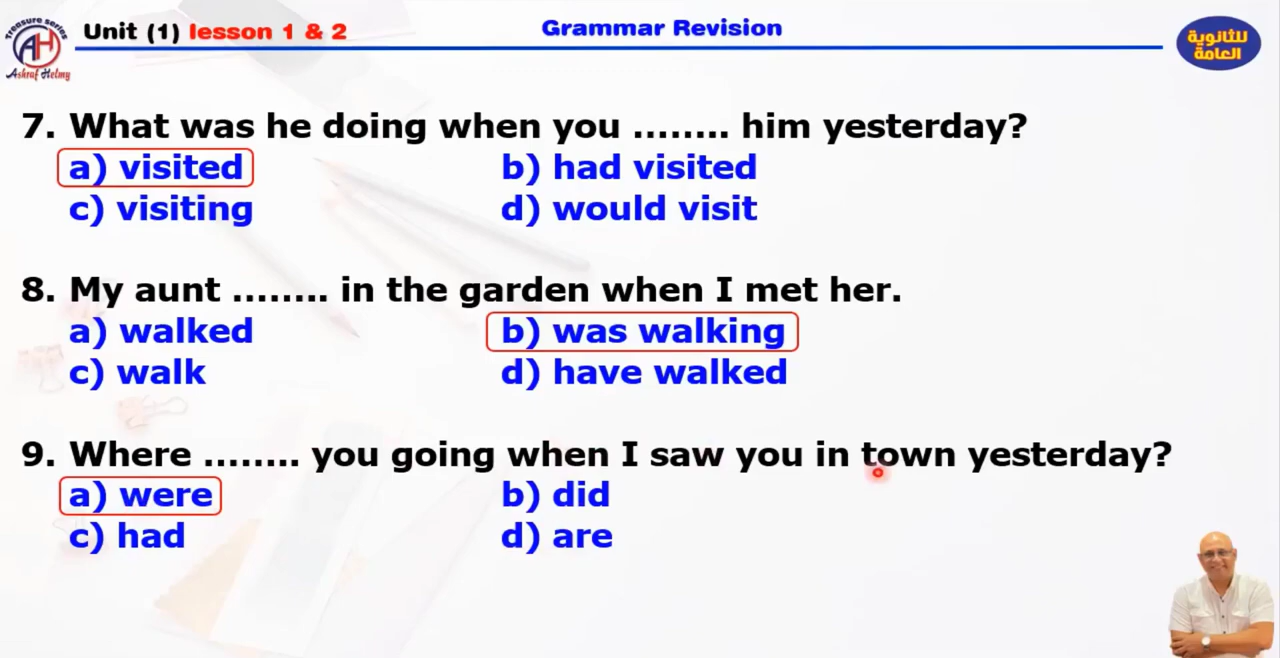 Treasure series
AH
Ashraf Helmy
Unit (1) lesson 1 & 2
Grammar Revision
للثانوية
العامة
7. What was he doing when you ........ him yesterday?
a) visited b) had visited
c) visiting d) would visit
8. My aunt ........ in the garden when I met her.
a) walked b) was walking
c) walk d) have walked
9. Where ........ you going when I saw you in town yesterday?
a) were b) did
c) had d) are